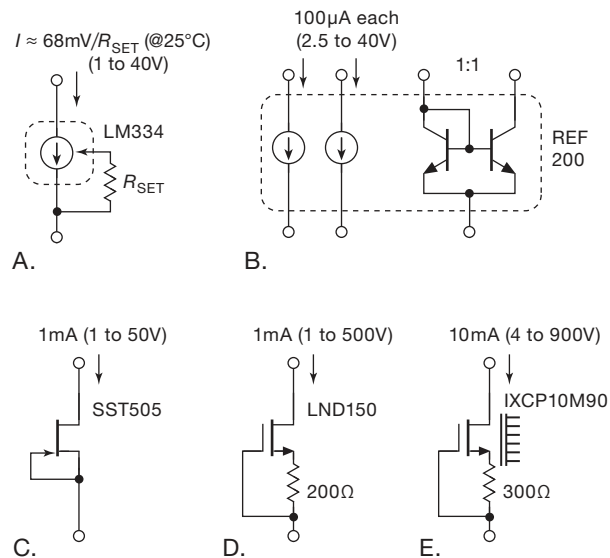 I ≈ 68mV/RSET (@25°C)
(1 to 40V)
LM334
RSET
A.
100µA each
(2.5 to 40V)
1:1
REF
200
B.
1mA (1 to 50V)
SST505
C.
1mA (1 to 500V)
LND150
200Ω
D.
10mA (4 to 900V)
IXCP10M90
300Ω
E.